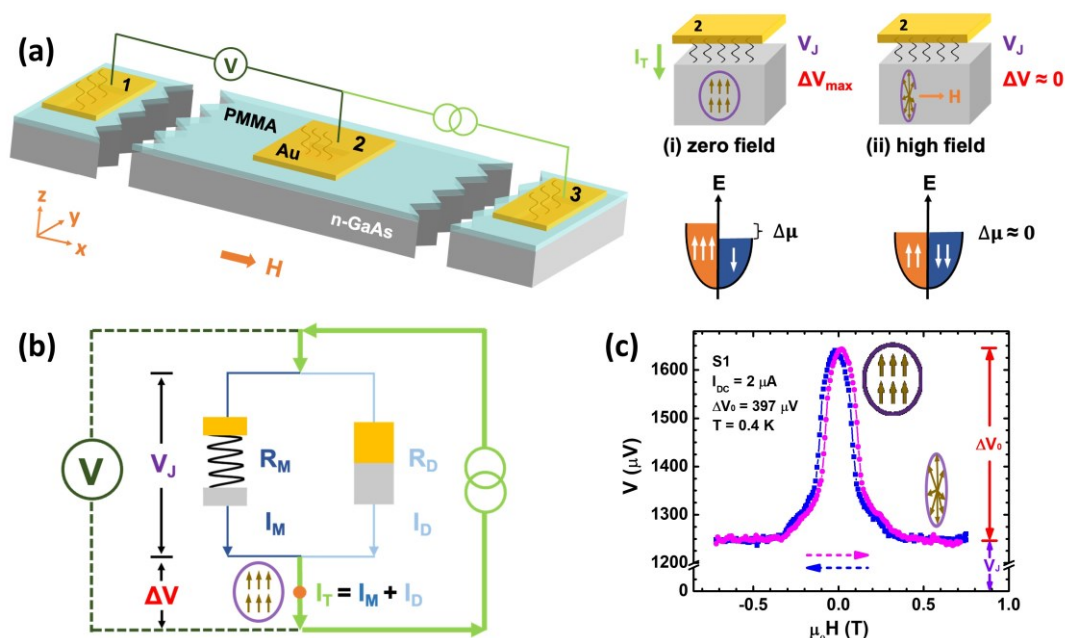 (a)
1
V
PMMA
Au
2
3
n-GaAs
z
y
x
H
I_T
2
V_J
ΔV_max
(i) zero field
2
V_J
H
ΔV ≈ 0
(ii) high field
E
Δμ
E
Δμ ≈ 0
(b)
V
V_J
R_M
R_D
I_M
I_D
ΔV
I_T = I_M + I_D
(c)
V (μV)
1600
1500
1400
1300
1200
0
S1
I_DC = 2 μA
ΔV₀ = 397 μV
T = 0.4 K
ΔV₀
V_J
-0.5
0.0
0.5
1.0
μ₀H (T)